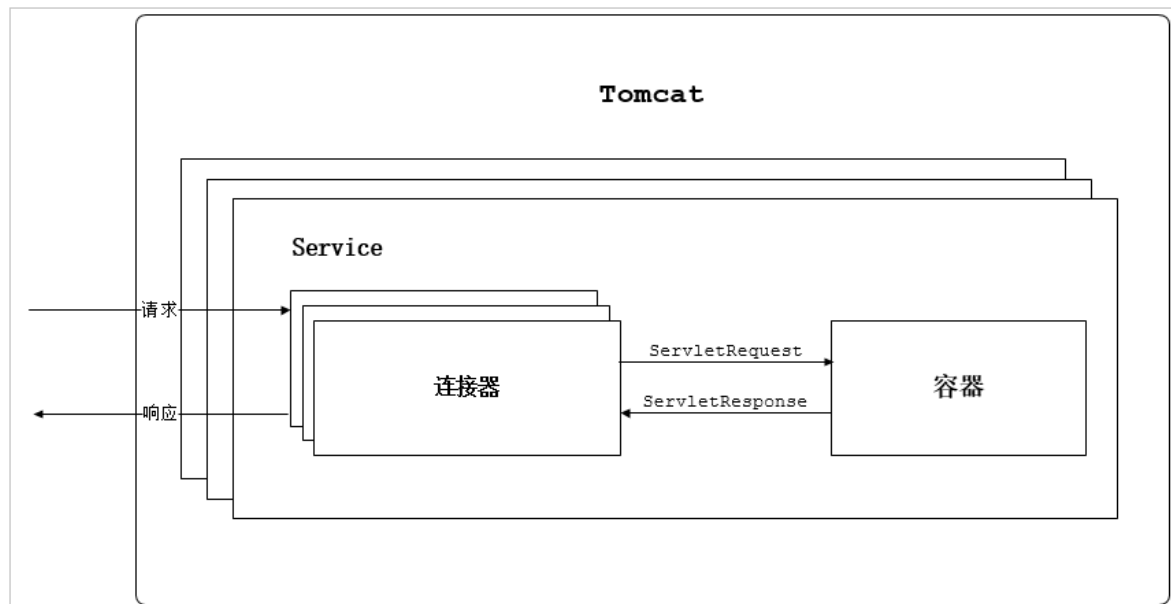 Tomcat
Service
请求
ServletRequest
连接器
容器
ServletResponse
响应